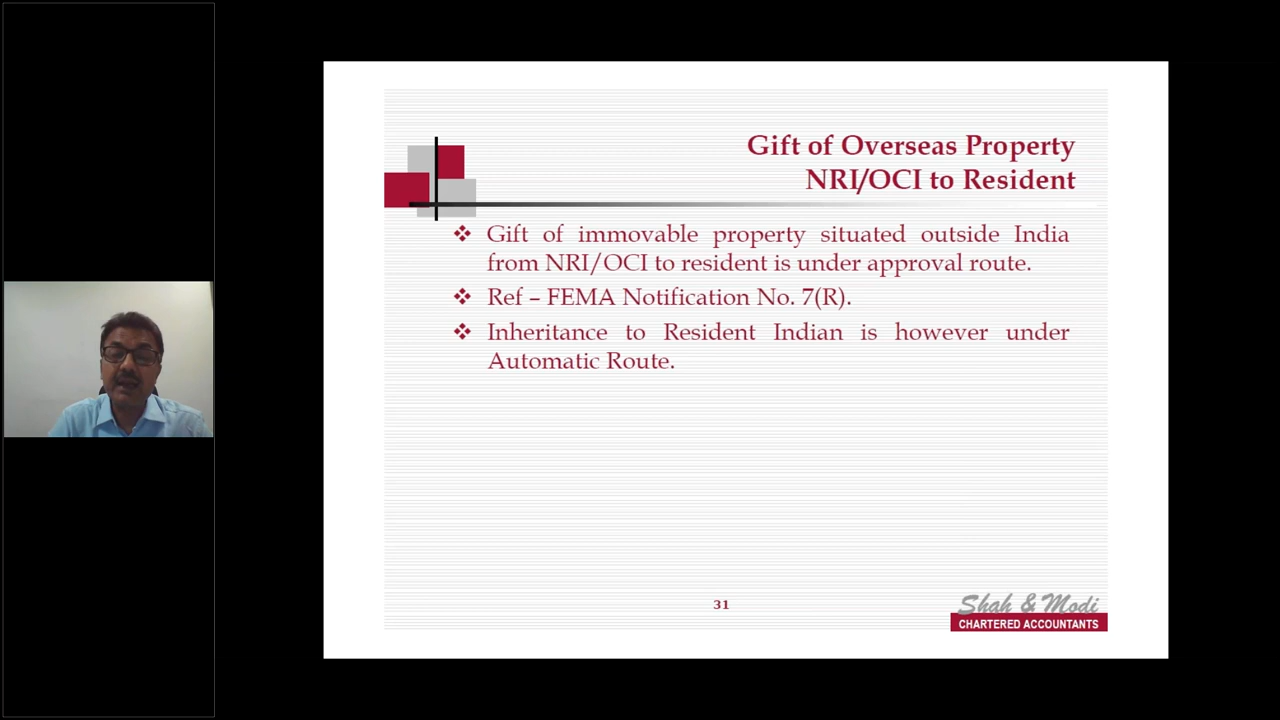 Gift of Overseas Property
NRI/OCI to Resident
Gift of immovable property situated outside India
from NRI/OCI to resident is under approval route.
Ref – FEMA Notification No. 7(R).
Inheritance to Resident Indian is however under
Automatic Route.
31
Shah & Modi
CHARTERED ACCOUNTANTS